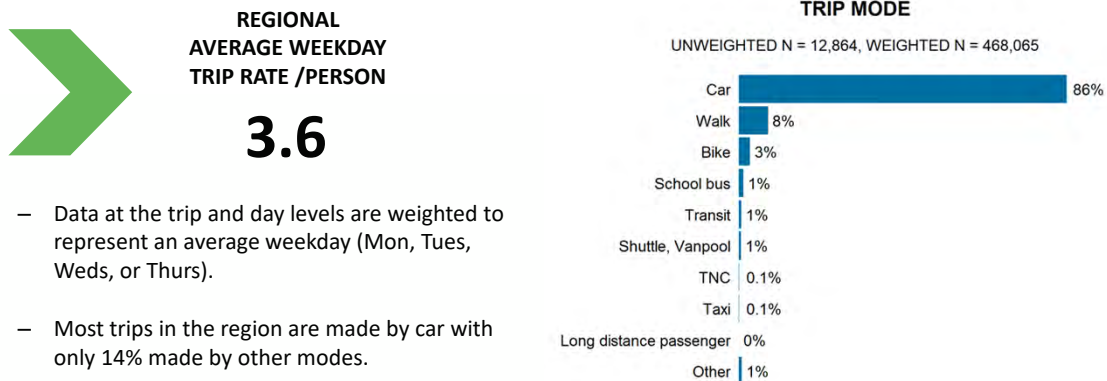 REGIONAL
AVERAGE WEEKDAY
TRIP RATE /PERSON
3.6
– Data at the trip and day levels are weighted to
represent an average weekday (Mon, Tues,
Weds, or Thurs).
– Most trips in the region are made by car with
only 14% made by other modes.
TRIP MODE
UNWEIGHTED N = 12,864, WEIGHTED N = 468,065
Car 86%
Walk 8%
Bike 3%
School bus 1%
Transit 1%
Shuttle, Vanpool 1%
TNC 0.1%
Taxi 0.1%
Long distance passenger 0%
Other 1%